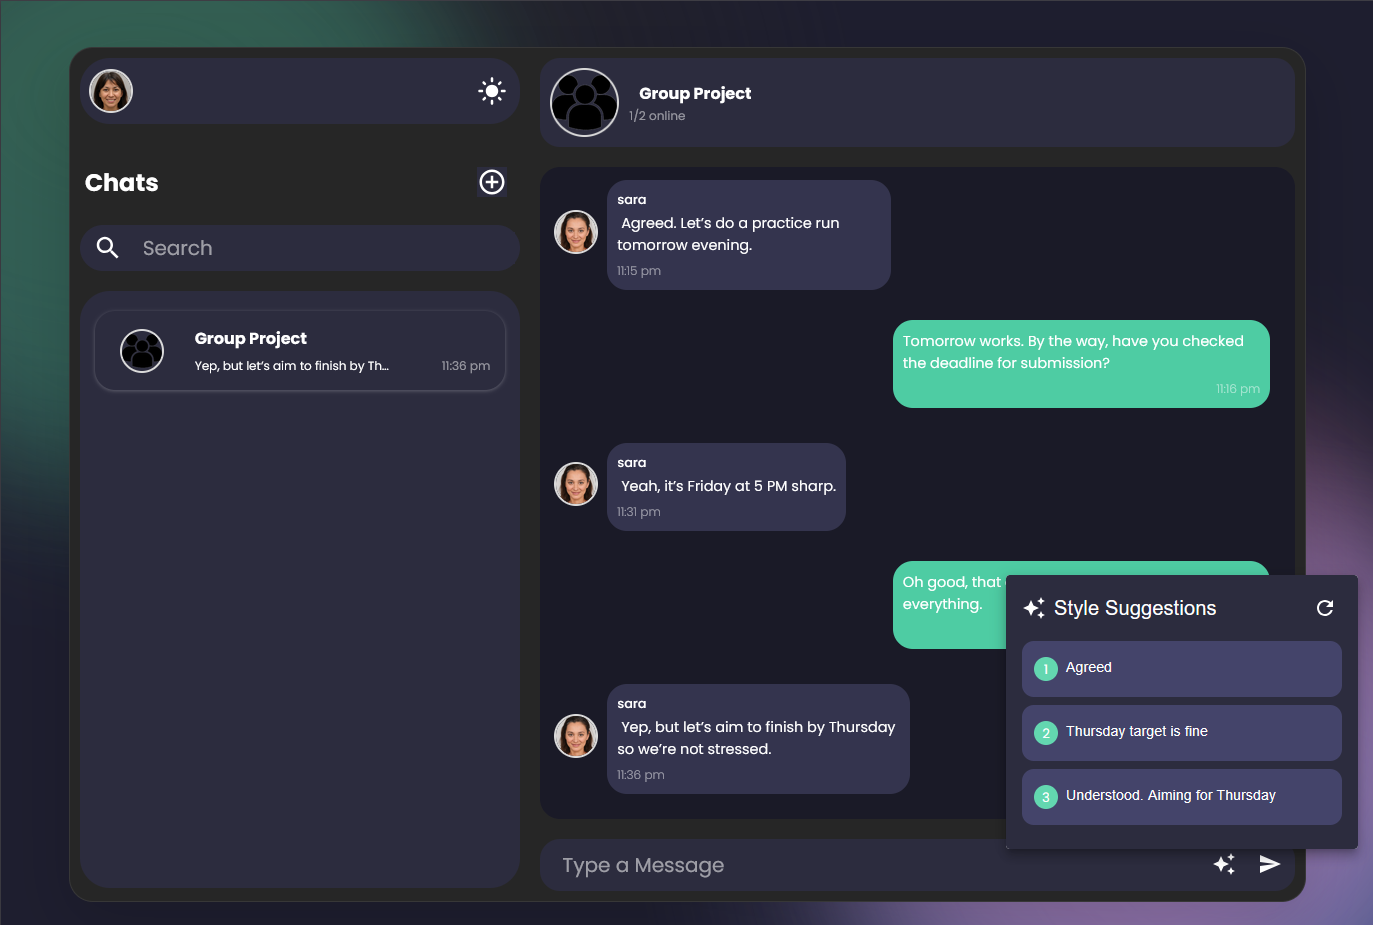 Chats
Search
Group Project
Yep, but let's aim to finish by Th...
11:36 pm
Group Project
1/2 online
sara
Agreed. Let's do a practice run
tomorrow evening.
11:15 pm
Tomorrow works. By the way, have you checked
the deadline for submission?
11:16 pm
sara
Yeah, it's Friday at 5 PM sharp.
11:31 pm
Oh good, that
everything.
sara
Yep, but let's aim to finish by Thursday
so we're not stressed.
11:36 pm
Style Suggestions
1 Agreed
2 Thursday target is fine
3 Understood. Aiming for Thursday
Type a Message